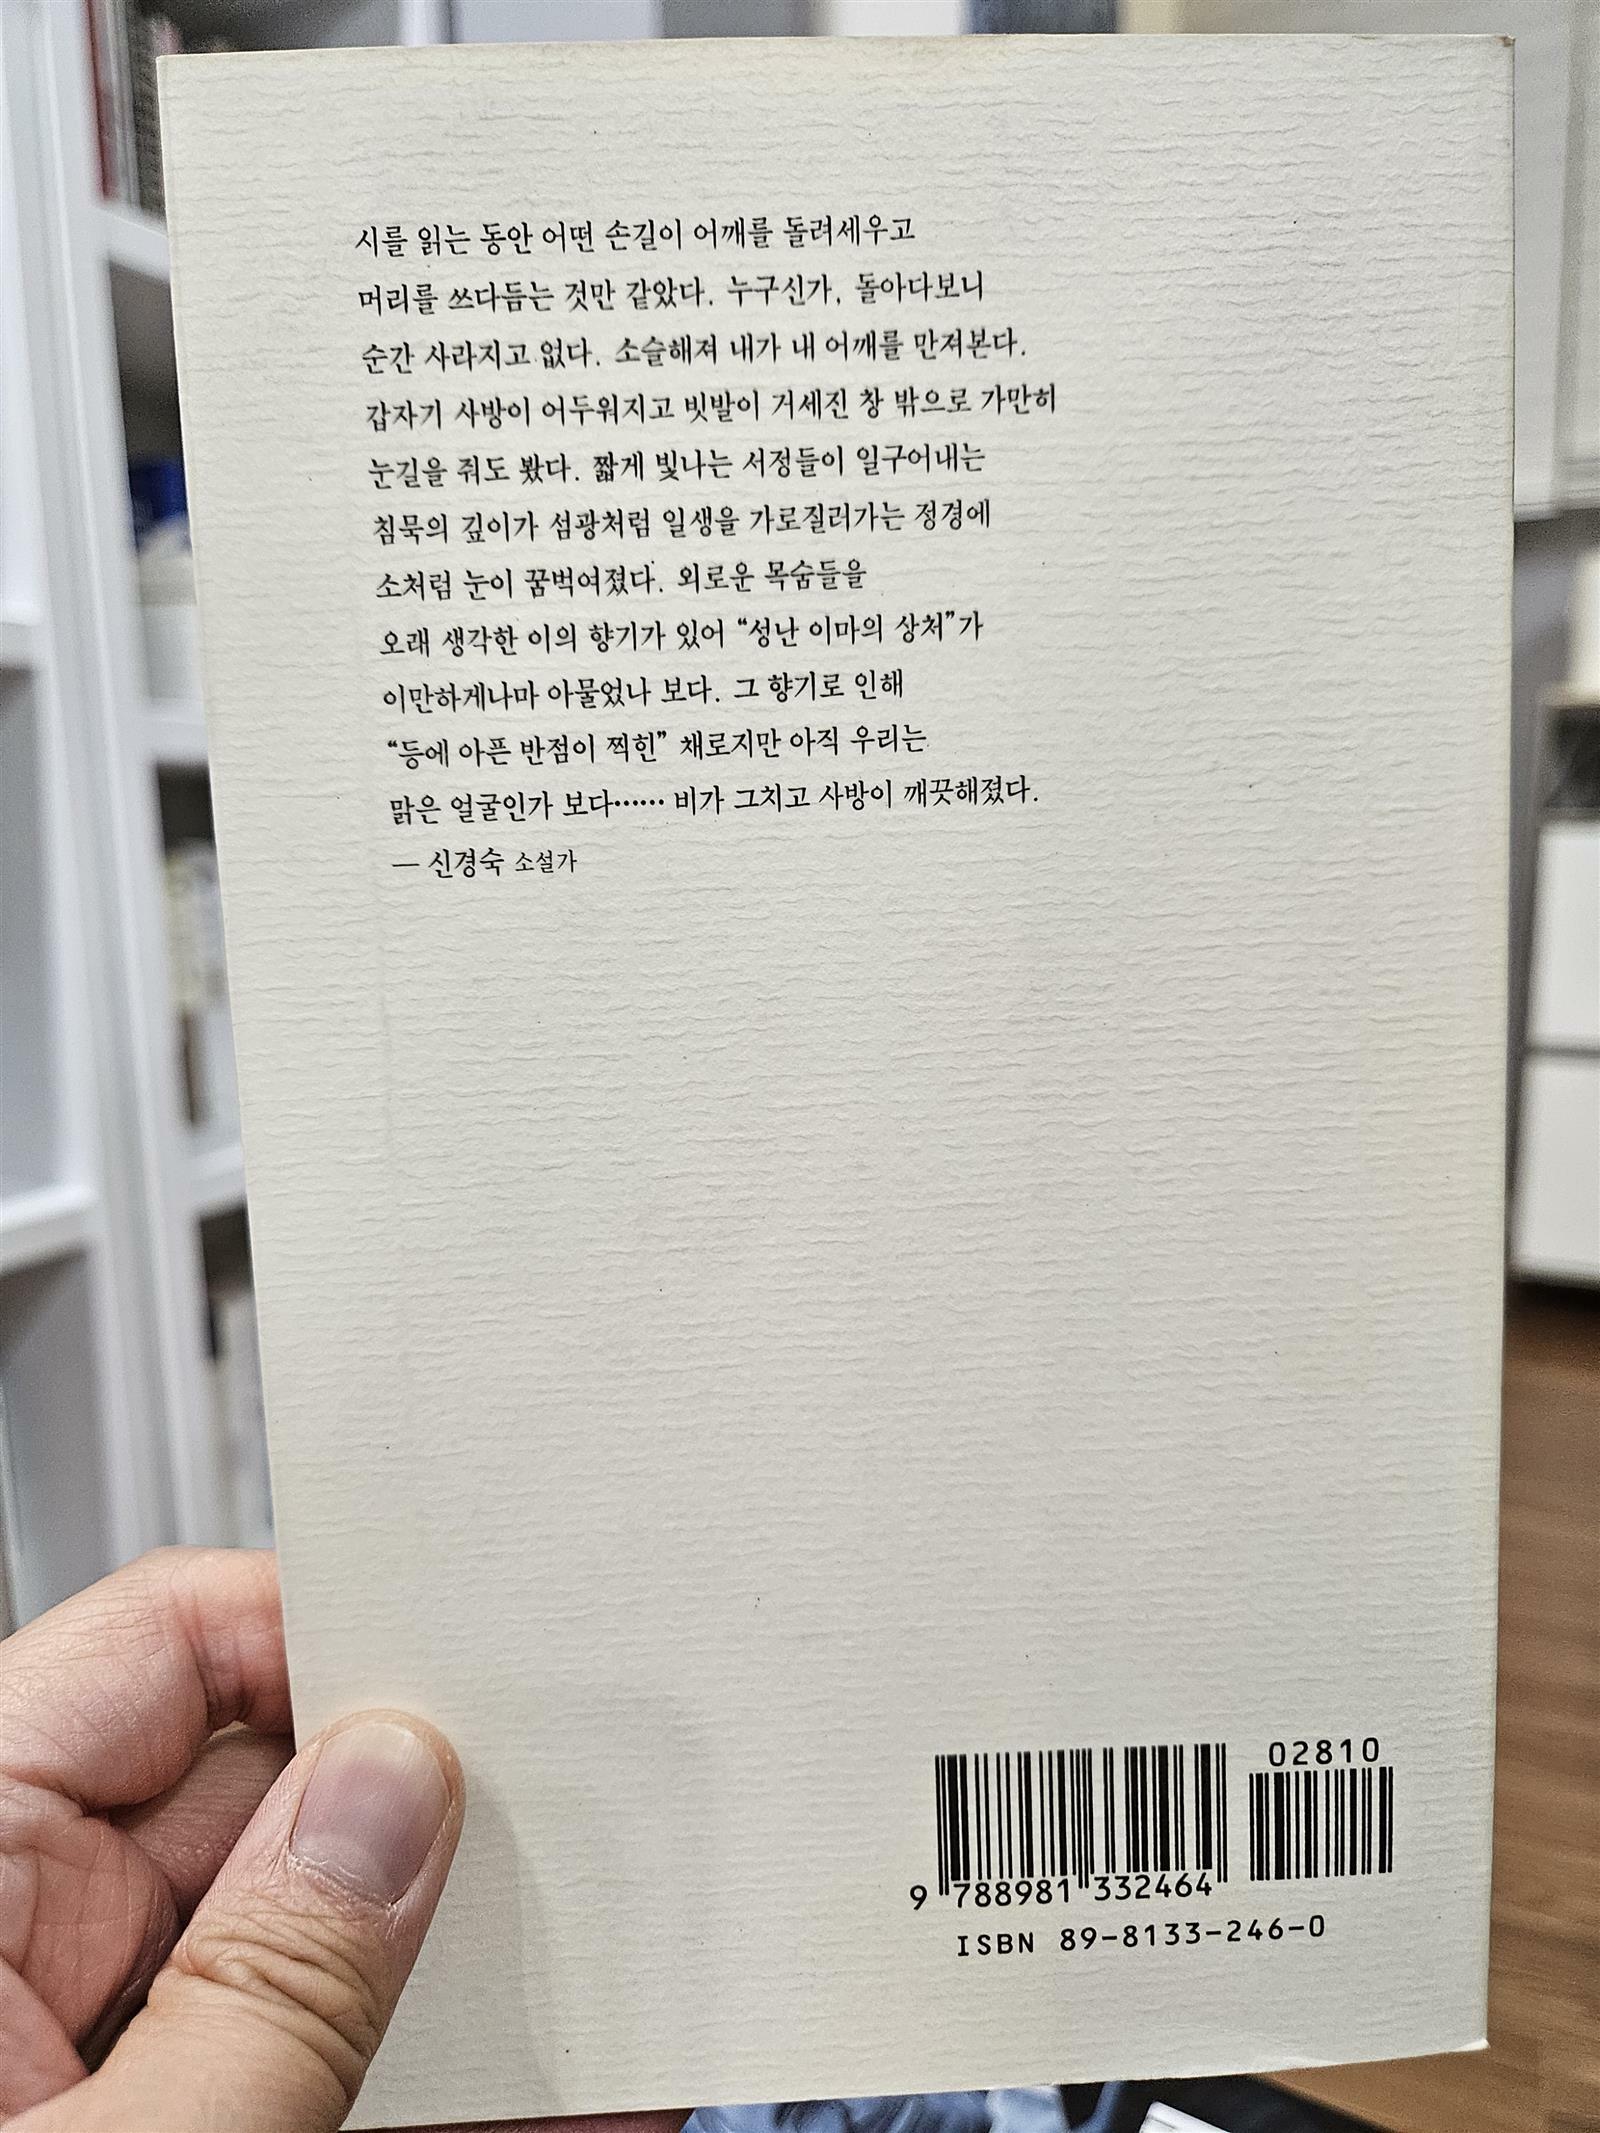 시를 읽는 동안 어떤 손길이 어깨를 돌려세우고
머리를 쓰다듬는 것만 같았다. 누구신가, 돌아다보니
순간 사라지고 없다. 소슬해져 내가 내 어깨를 만져본다.
갑자기 사방이 어두워지고 빗발이 거세진 창 밖으로 가만히
눈길을 줘도 봤다. 짧게 빛나는 서정들이 일구어내는
침묵의 깊이가 섬광처럼 일생을 가로질러가는 정경에
소처럼 눈이 꿈벅여졌다. 외로운 목숨들을
오래 생각한 이의 향기가 있어 “성난 이마의 상처”가
이만하게나마 아물었나 보다. 그 향기로 인해
“등에 아픈 반점이 찍힌” 채로지만 아직 우리는
맑은 얼굴인가 보다…… 비가 그치고 사방이 깨끗해졌다.
— 신경숙 소설가
02810
9 788981 332464
ISBN 89-8133-246-0